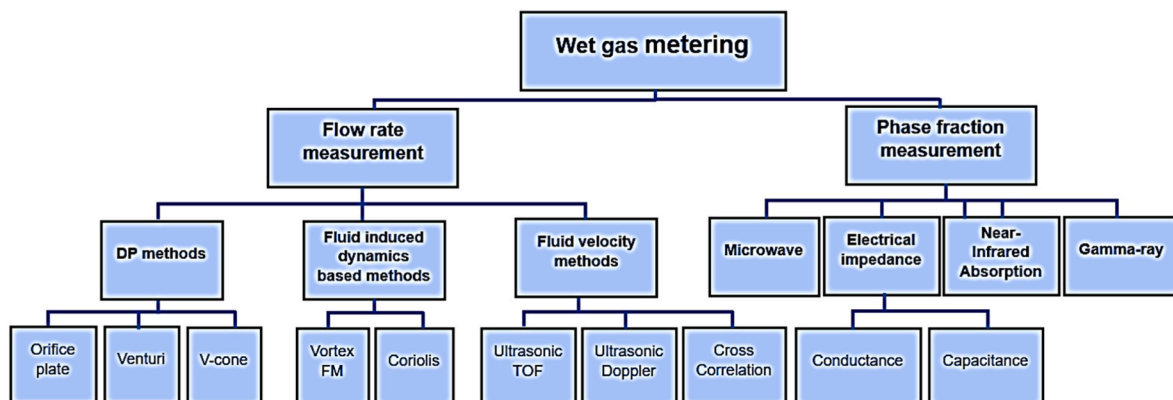 Wet gas metering
Flow rate
measurement
Phase fraction
measurement
DP methods
Fluid induced
dynamics
based methods
Fluid velocity
methods
Microwave
Electrical
impedance
Near-
Infrared
Absorption
Gamma-ray
Orifice
plate
Venturi
V-cone
Vortex
FM
Coriolis
Ultrasonic
TOF
Ultrasonic
Doppler
Cross
Correlation
Conductance
Capacitance